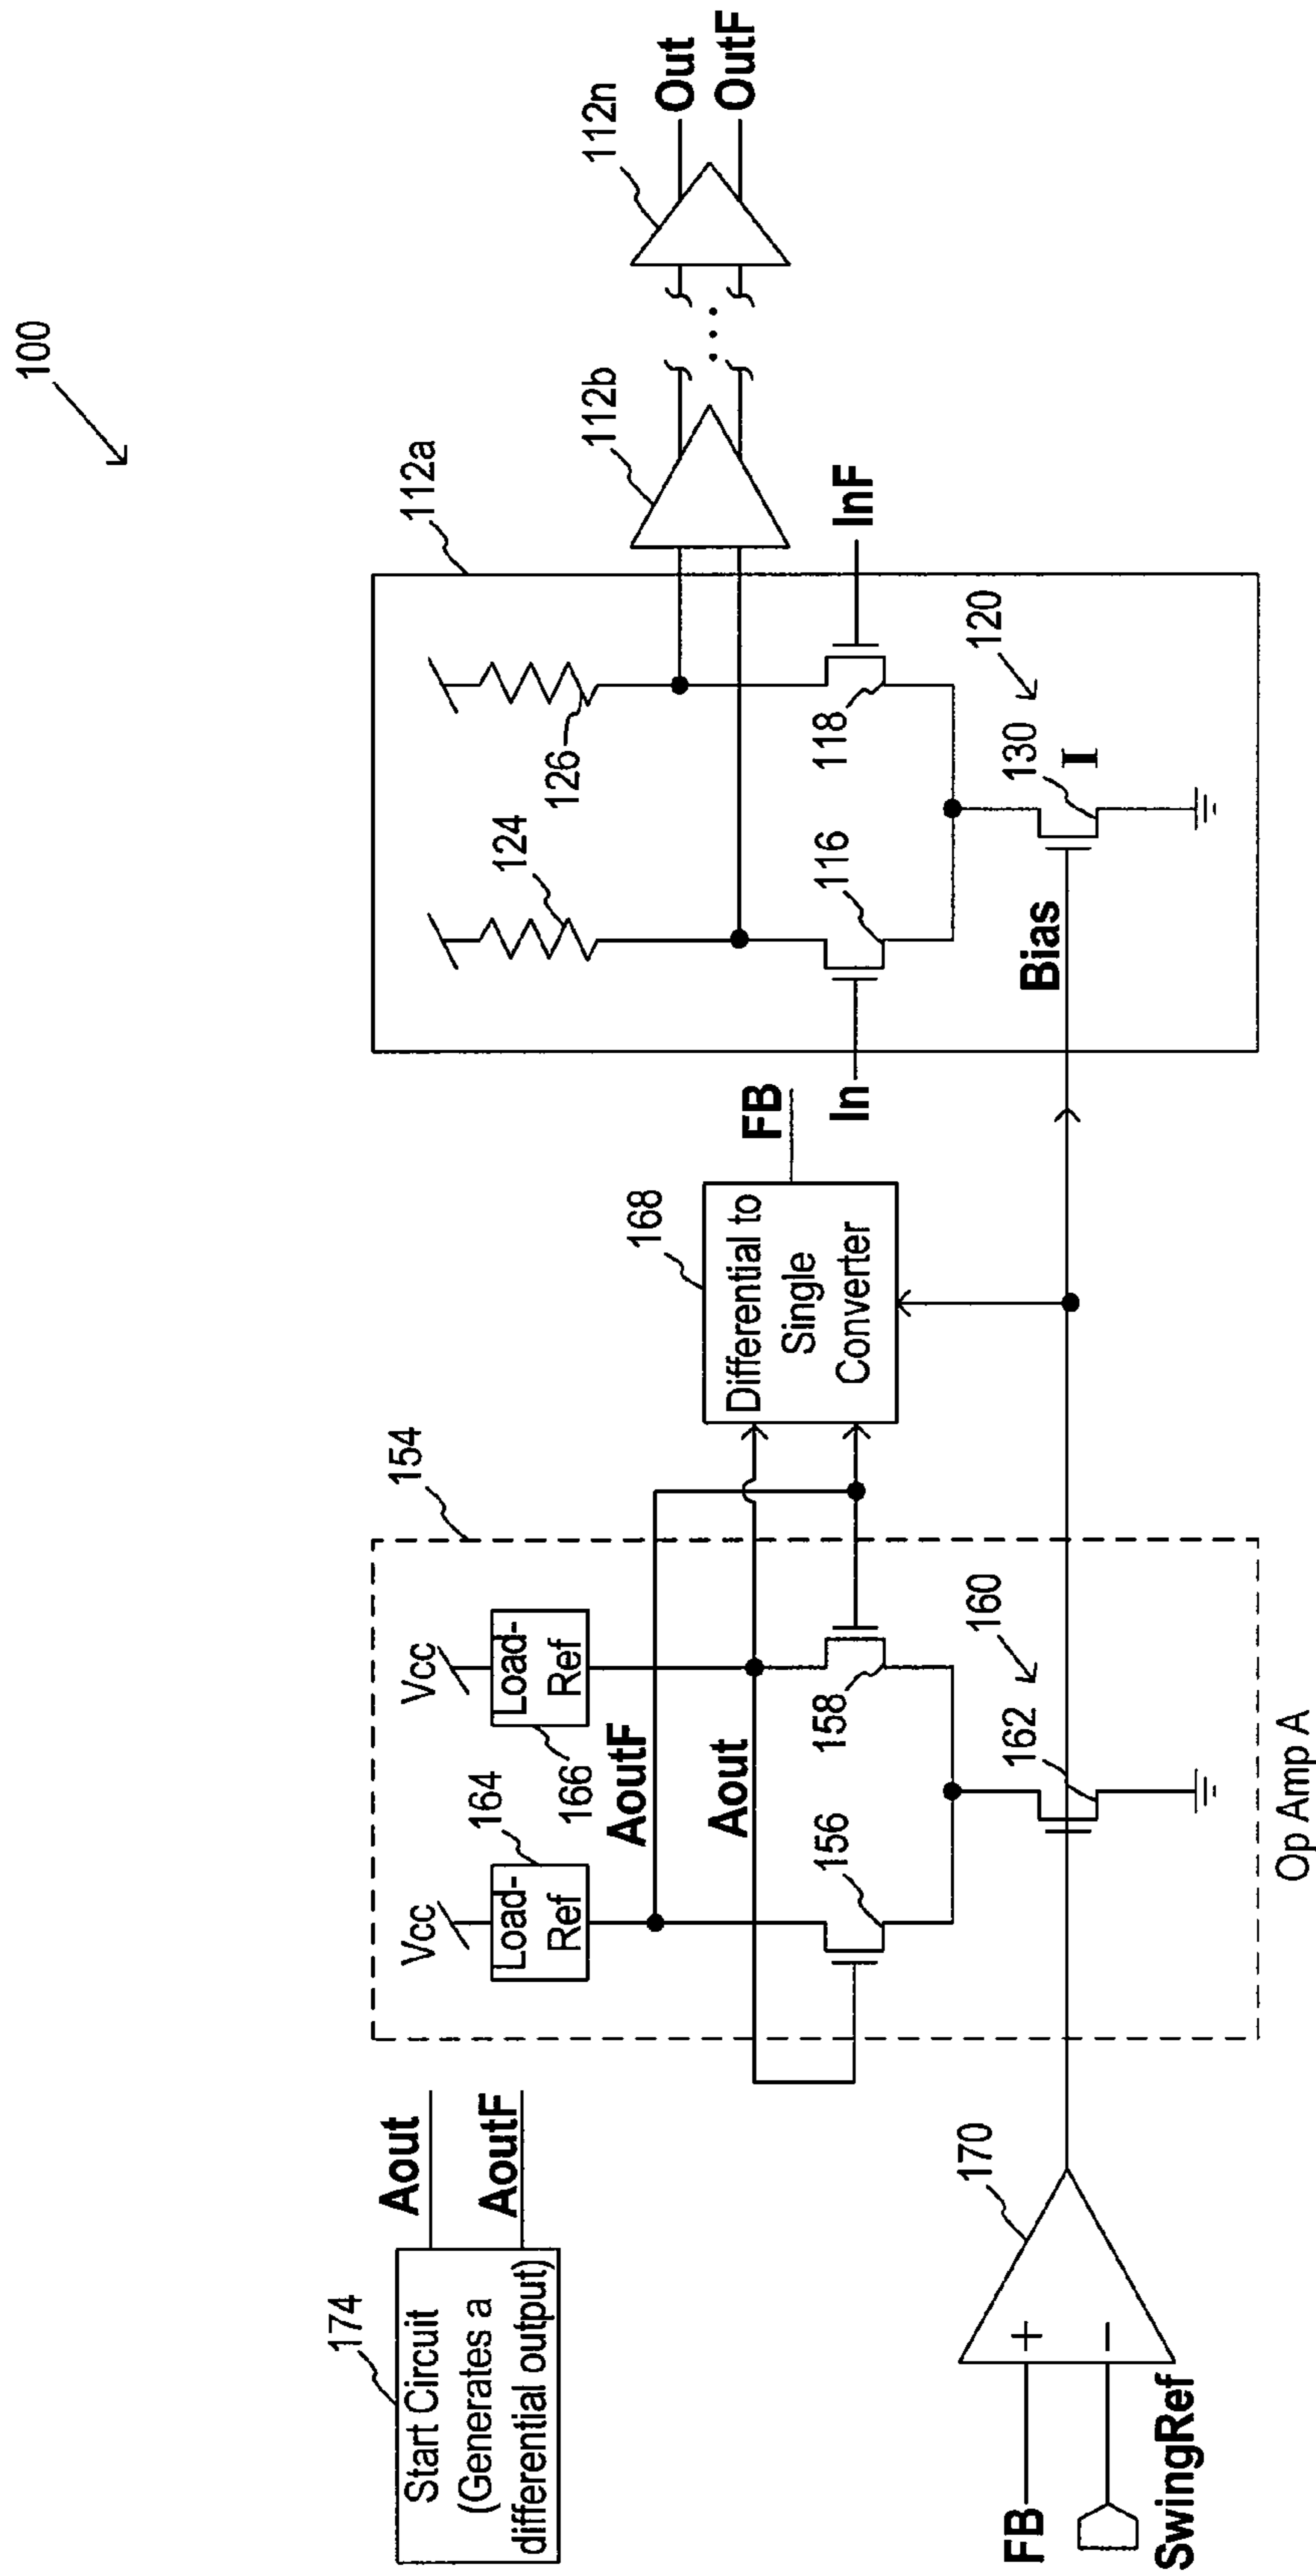 100
174
Start Circuit
(Generates a
differential output)
Aout
AoutF
154
Vcc
Vcc
Load-
Ref
164
Load-
Ref
166
AoutF
Aout
156
158
160
162
Op Amp A
168
Differential to
Single
Converter
FB
FB
+
−
SwingRef
170
112a
124
126
In
116
118
InF
Bias
130
I
120
112b
112n
Out
OutF